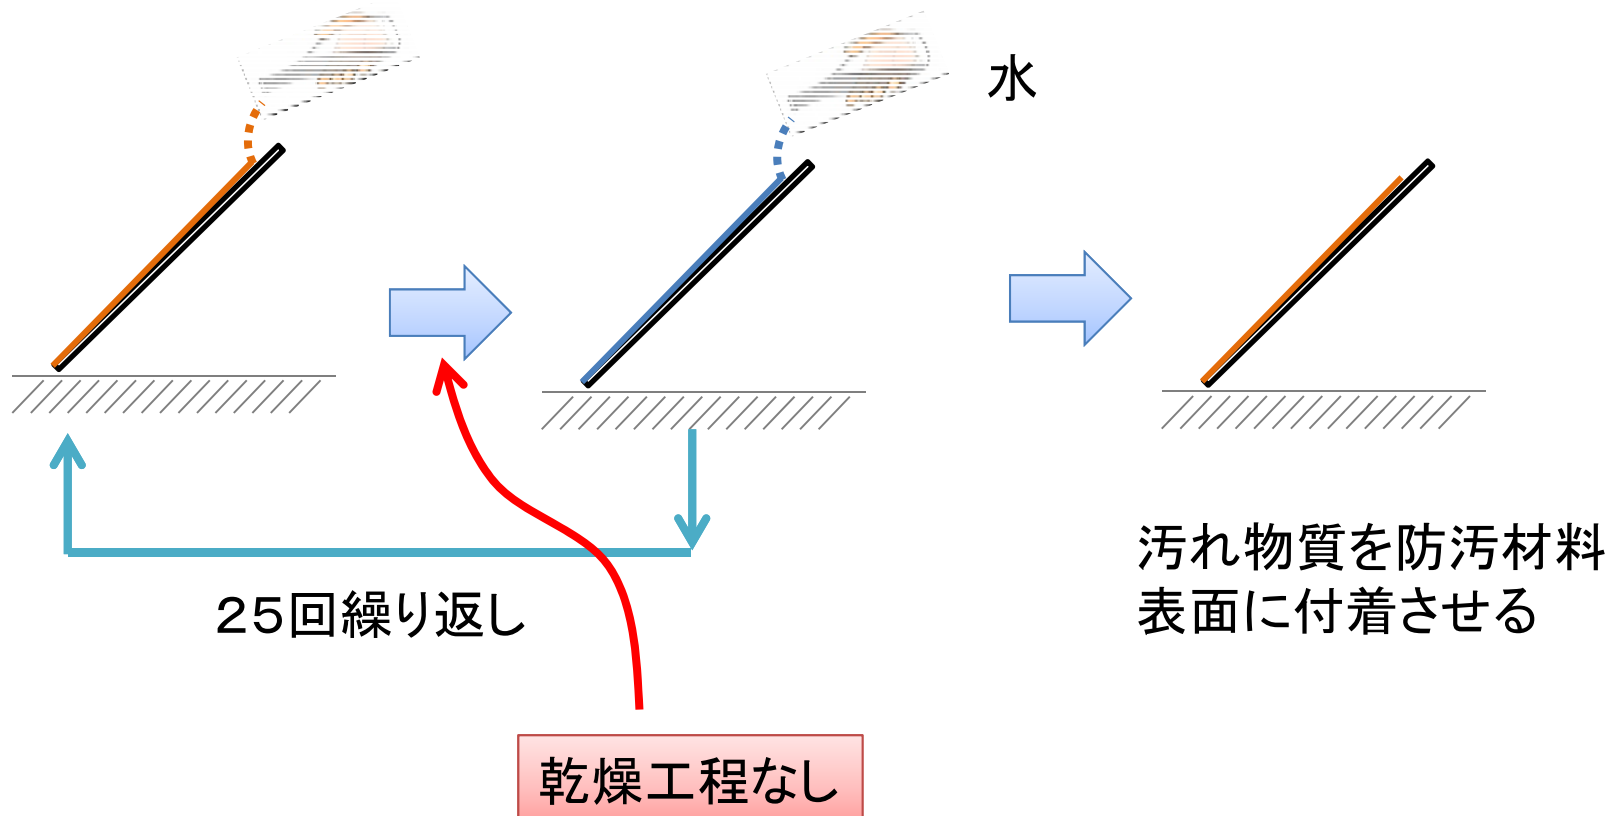 水
汚れ物質を防汚材料
表面に付着させる
２５回繰り返し
乾燥工程なし